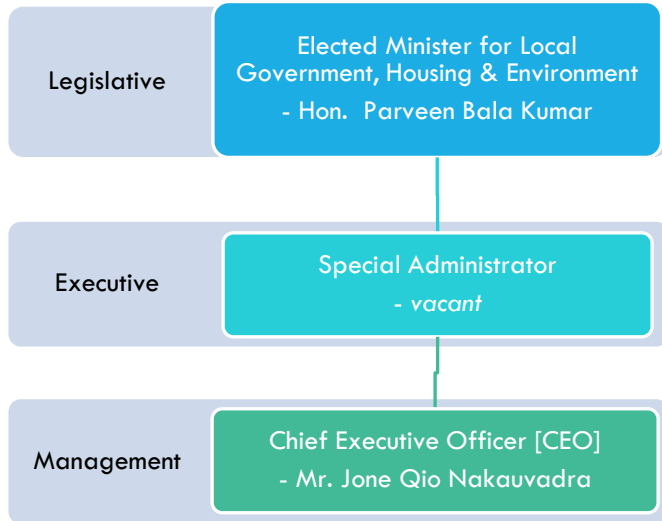 Legislative
Elected Minister for Local
Government, Housing & Environment
- Hon. Parveen Bala Kumar
Executive
Special Administrator
- vacant
Management
Chief Executive Officer [CEO]
- Mr. Jone Qio Nakauvadra